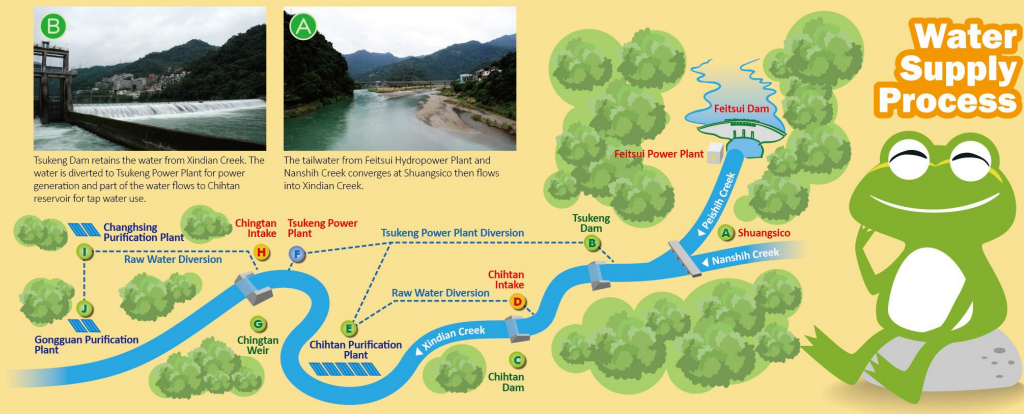 Water
Supply
Process
B
A
Tsukeng Dam retains the water from Xindian Creek. The
water is diverted to Tsukeng Power Plant for power
generation and part of the water flows to Chihtan
reservoir for tap water use.
The tailwater from Feitsui Hydropower Plant and
Nanshih Creek converges at Shuangsico then flows
into Xindian Creek.
Feitsui Dam
Feitsui Power Plant
Peishih Creek
A
Shuangsico
Nanshih Creek
Tsukeng
Dam
B
Tsukeng Power Plant Diversion
Tsukeng Power
Plant
F
Chingtan
Intake
H
Changhsing
Purification Plant
I
Raw Water Diversion
J
Gongguan Purification
Plant
G
Chingtan
Weir
Chihtan
Intake
D
Raw Water Diversion
E
Chihtan Purification
Plant
Xindian Creek
C
Chihtan
Dam